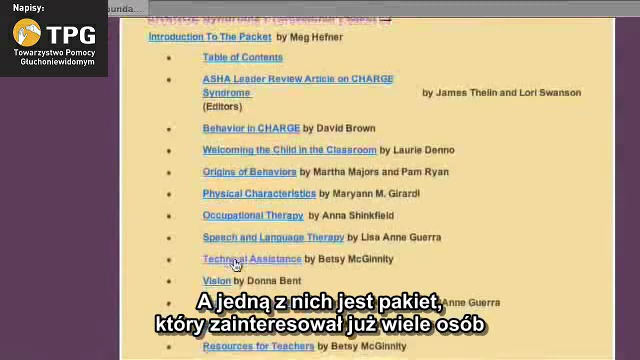 Napisy:
TPG
Towarzystwo Pomocy
Głuchoniewidomym
Introduction To The Packet by Meg Hefner
• Table of Contents
• ASHA Leader Review Article on CHARGE
Syndrome by James Thelin and Lori Swanson
(Editors)
• Behavior in CHARGE by David Brown
• Welcoming the Child in the Classroom by Laurie Denno
• Origins of Behaviors by Martha Majors and Pam Ryan
• Physical Characteristics by Maryann M. Girardi
• Occupational Therapy by Anna Shinkfield
• Speech and Language Therapy by Lisa Anne Guerra
• Technical Assistance by Betsy McGinnity
• Vision by Donna Bent
Anne Guerra
A jedną z nich jest pakiet,
który zainteresował już wiele osób
• Resources for Teachers by Betsy McGinnity